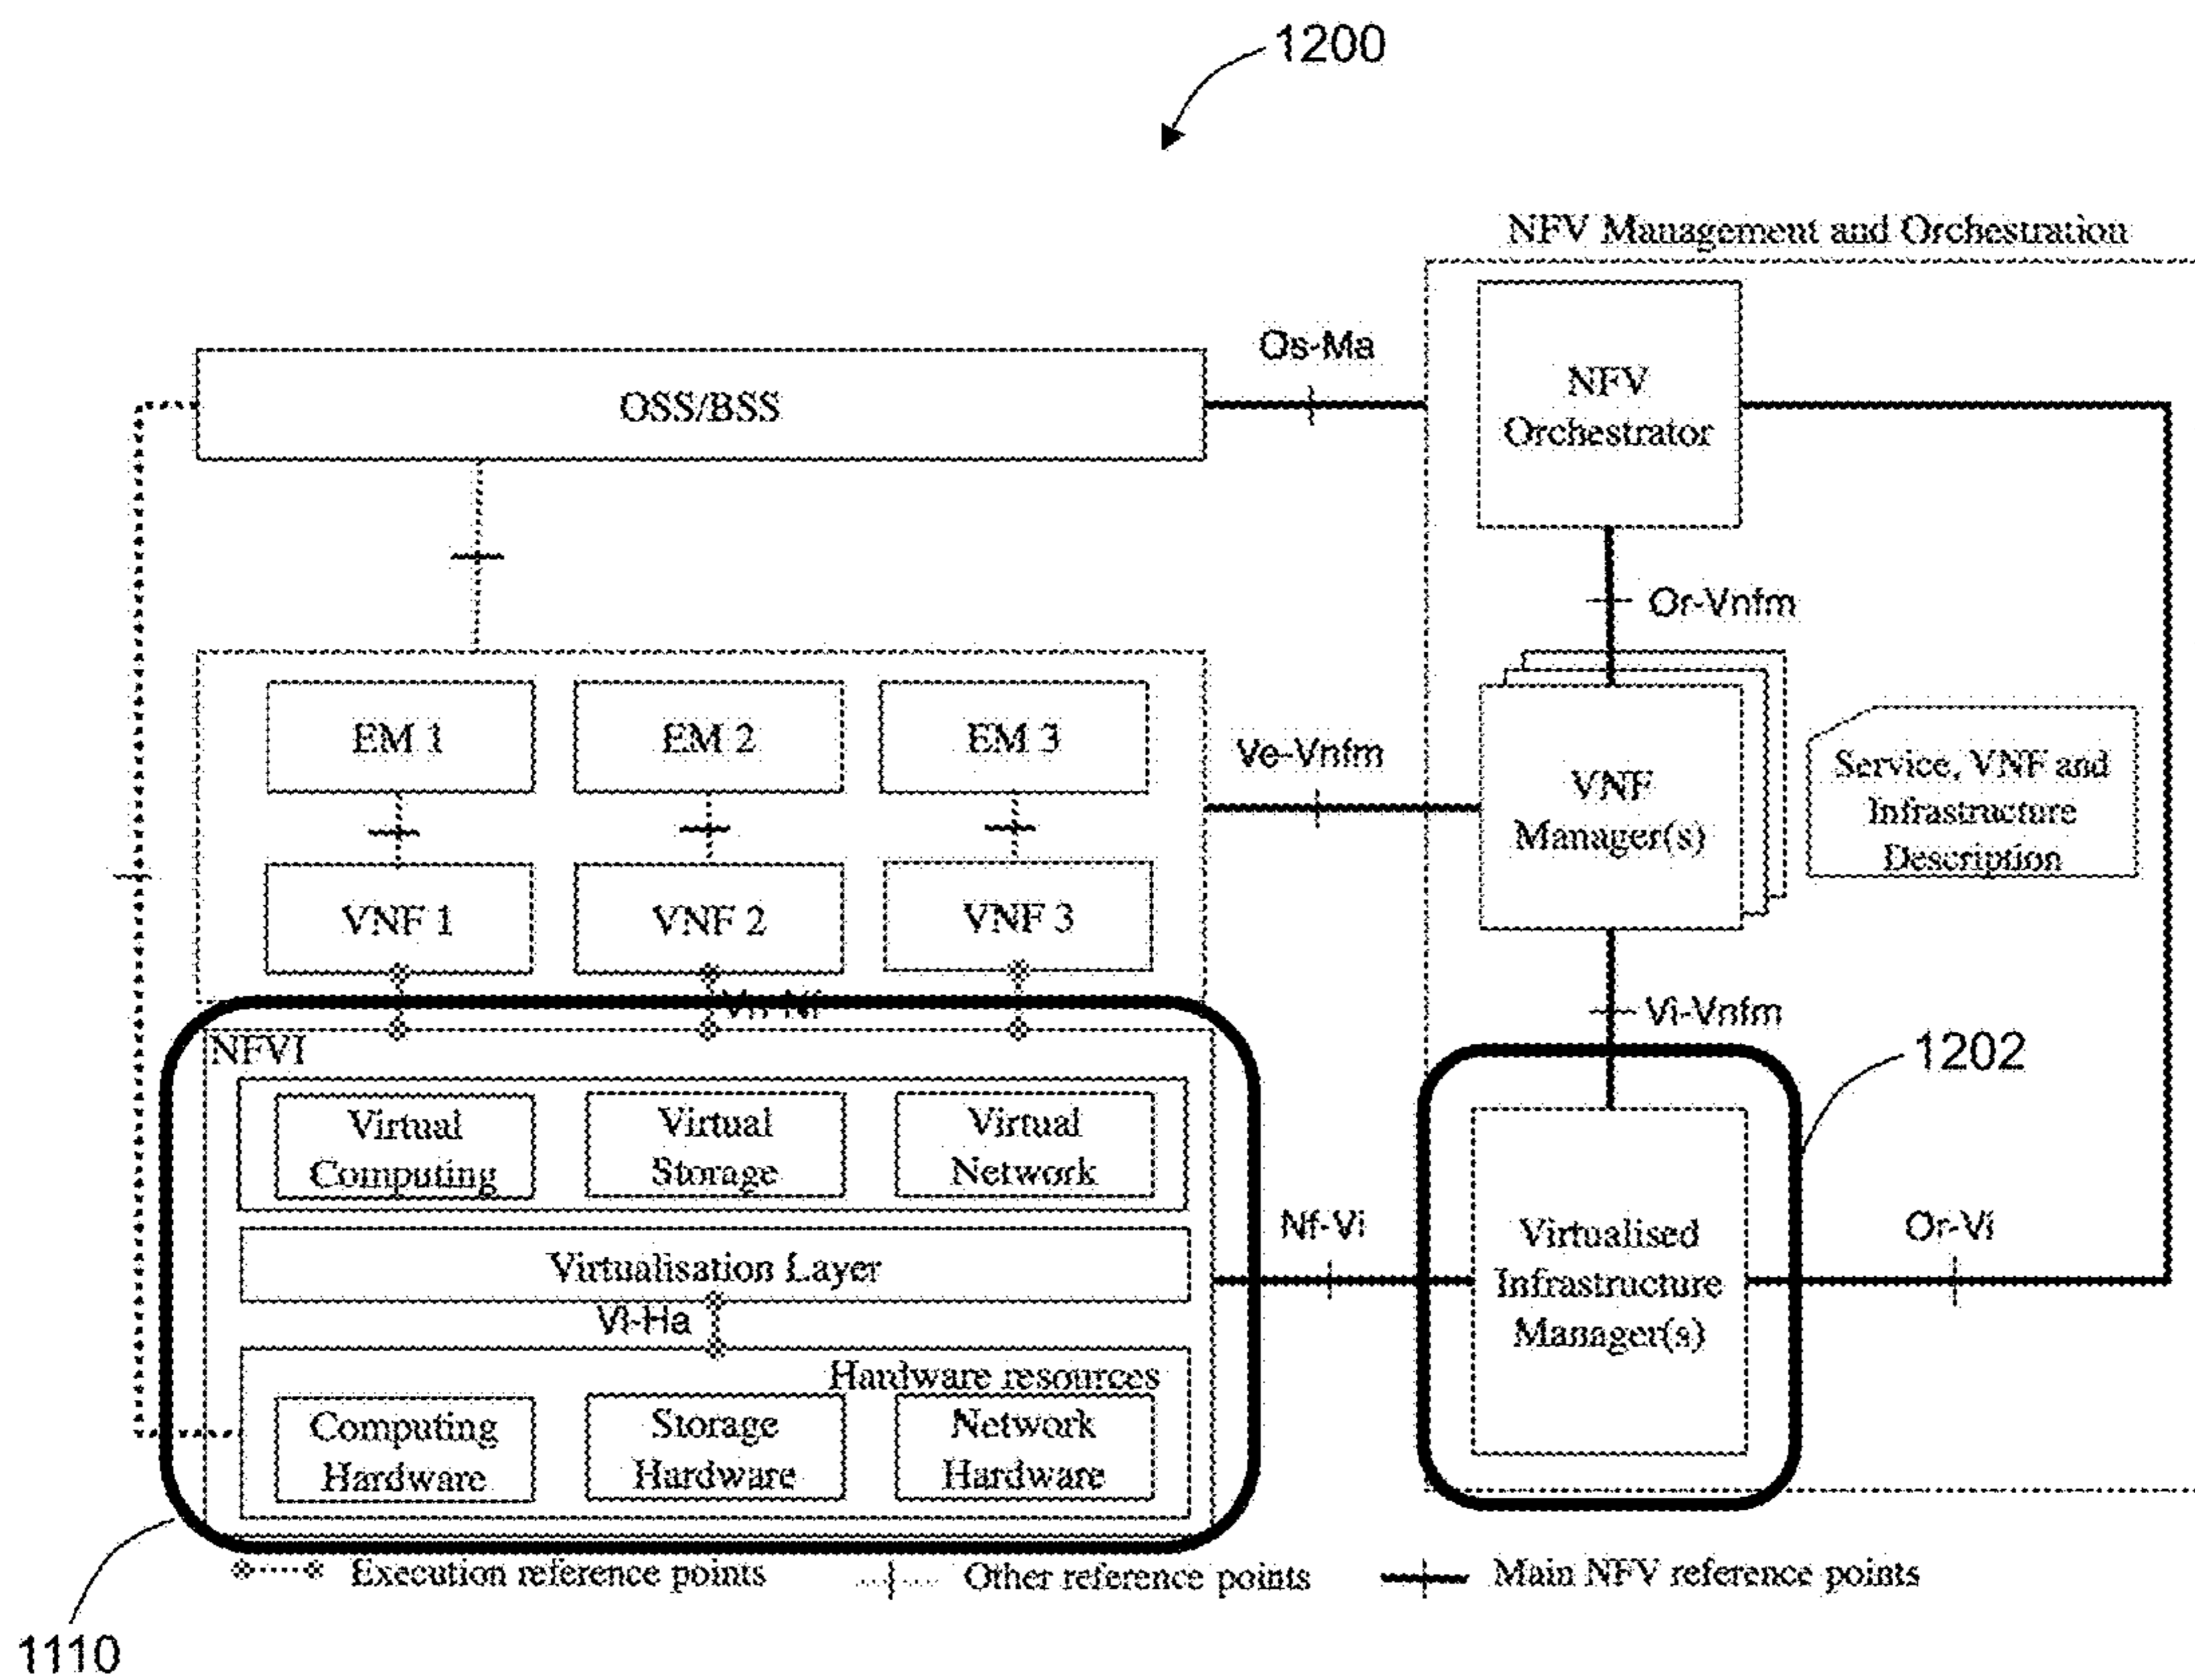 1200
NFV Management and Orchestration
Os-Ma
OSS/BSS
NFV
Orchestrator
Or-Vnfm
EM 1
EM 2
EM 3
Ve-Vnfm
VNF
Manager(s)
Service, VNF and
Infrastructure
Description
VNF 1
VNF 2
VNF 3
Vi-Vnfm
NFVI
1202
Virtual
Computing
Virtual
Storage
Virtual
Network
Nf-Vi
Virtualised
Infrastructure
Manager(s)
Or-Vi
Virtualisation Layer
Vl-Ha
Hardware resources
Computing
Hardware
Storage
Hardware
Network
Hardware
Execution reference points
Other reference points
Main NFV reference points
1110